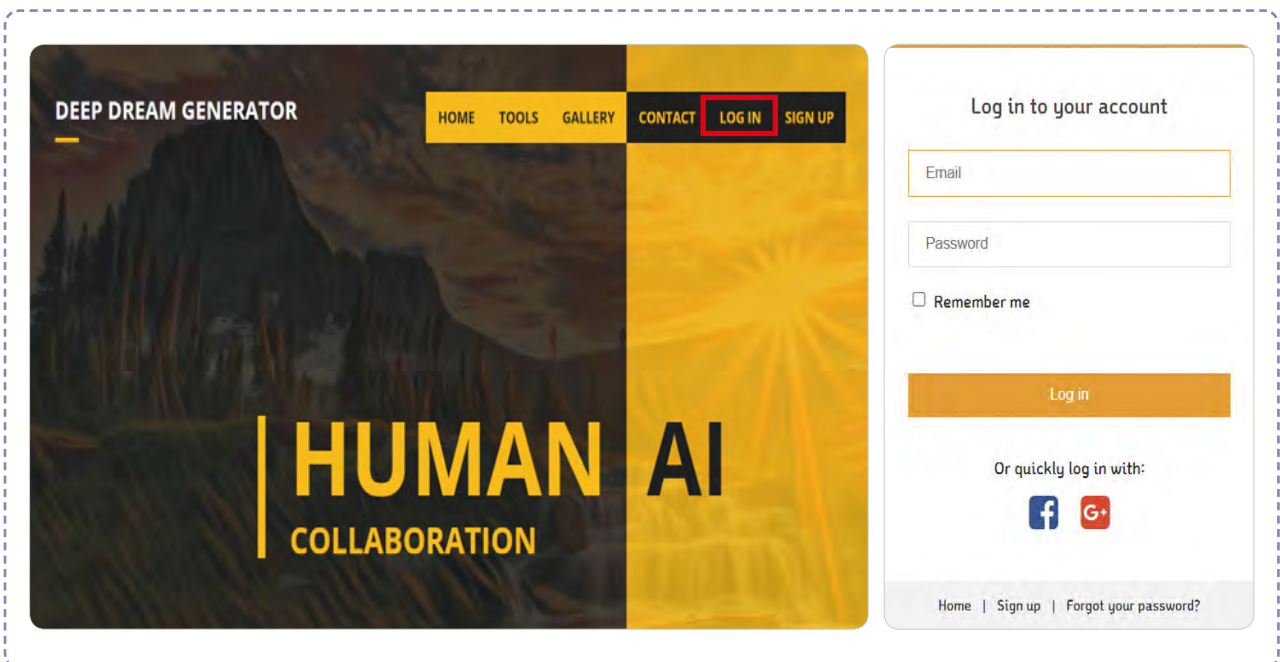 DEEP DREAM GENERATOR
HOME TOOLS GALLERY CONTACT LOG IN SIGN UP
HUMAN AI
COLLABORATION
Log in to your account
Email
Password
Remember me
Log in
Or quickly log in with:
f G+
Home | Sign up | Forgot your password?